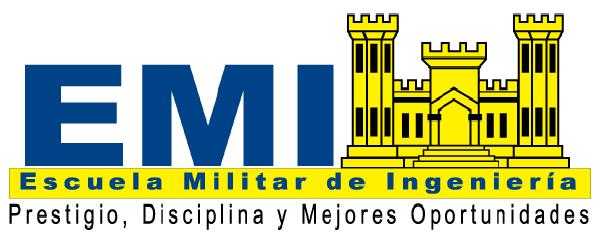 EMI
Escuela Militar de Ingeniería
Prestigio, Disciplina y Mejores Oportunidades